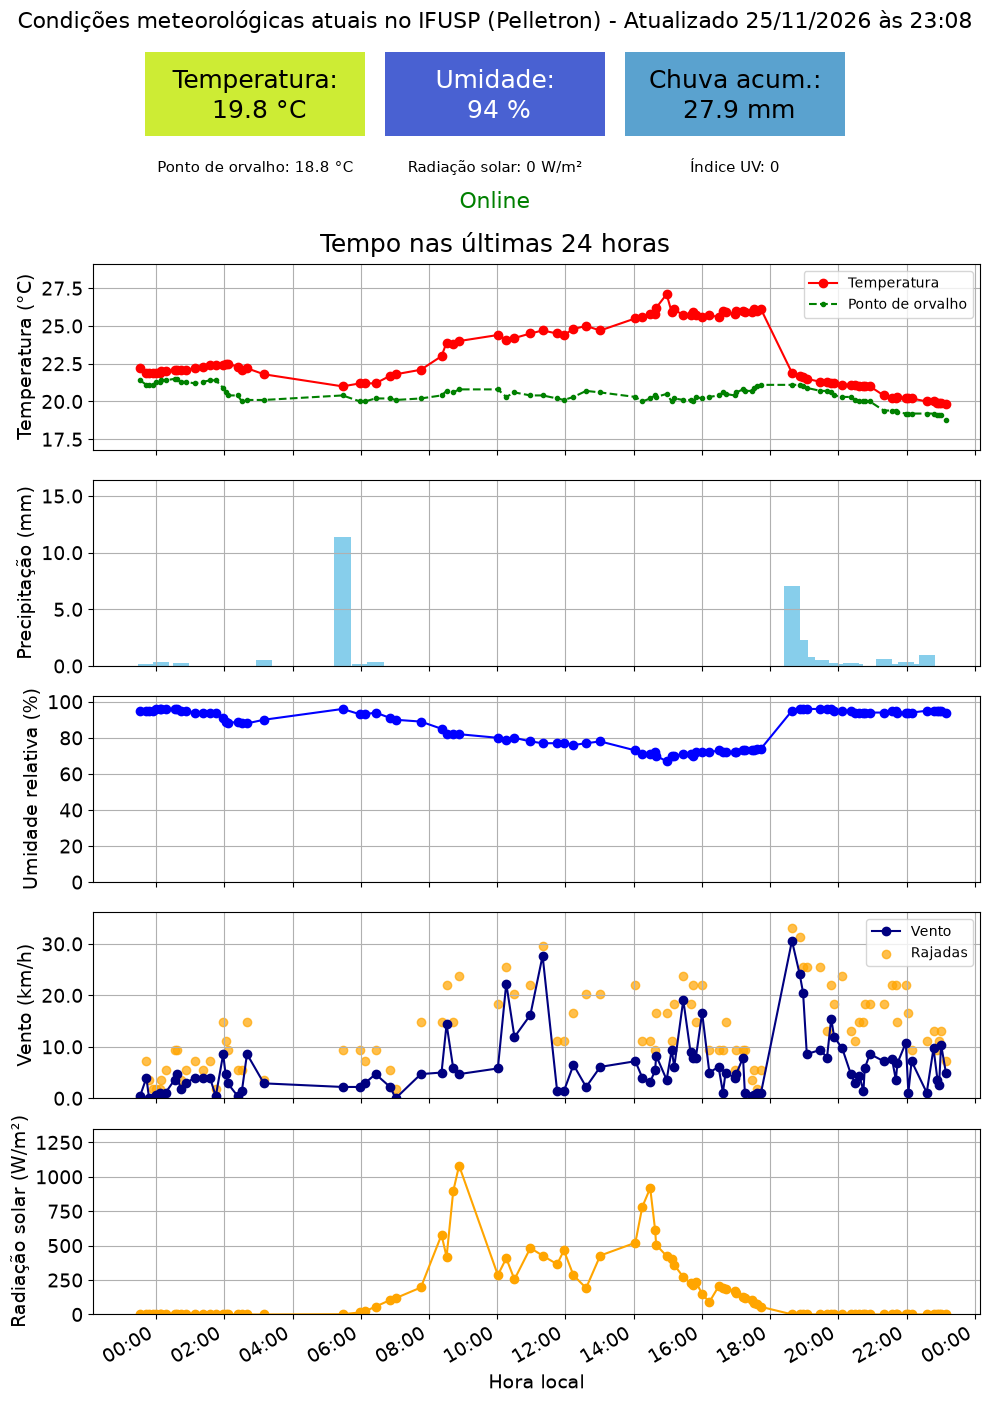 Condições meteorológicas atuais no IFUSP (Pelletron) - Atualizado 25/11/2026 às 23:08
Temperatura:
19.8 °C
Umidade:
94 %
Chuva acum.:
27.9 mm
Ponto de orvalho: 18.8 °C
Radiação solar: 0 W/m²
Índice UV: 0
Online
Tempo nas últimas 24 horas
Temperatura (°C)
27.5
25.0
22.5
20.0
17.5
Temperatura
Ponto de orvalho
Precipitação (mm)
15.0
10.0
5.0
0.0
Umidade relativa (%)
100
80
60
40
20
0
Vento (km/h)
30.0
20.0
10.0
0.0
Vento
Rajadas
Radiação solar (W/m²)
1250
1000
750
500
250
0
00:00
02:00
04:00
06:00
08:00
10:00
12:00
14:00
16:00
18:00
20:00
22:00
00:00
Hora local